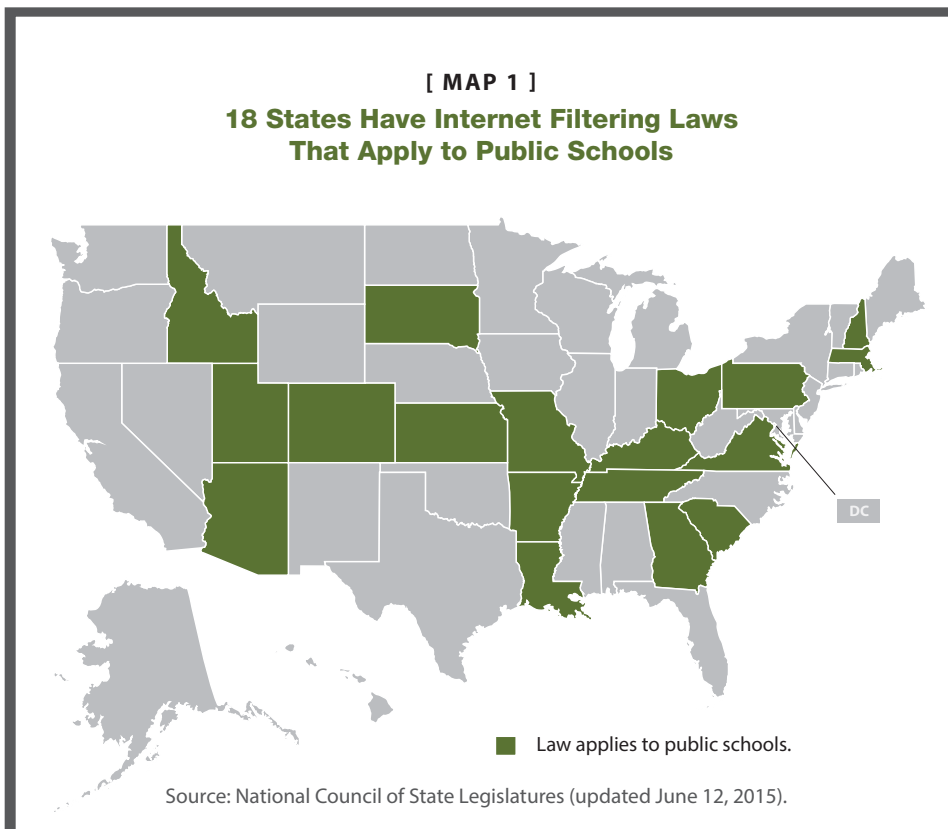 [ MAP 1 ]
18 States Have Internet Filtering Laws
That Apply to Public Schools
DC
Law applies to public schools.
Source: National Council of State Legislatures (updated June 12, 2015).